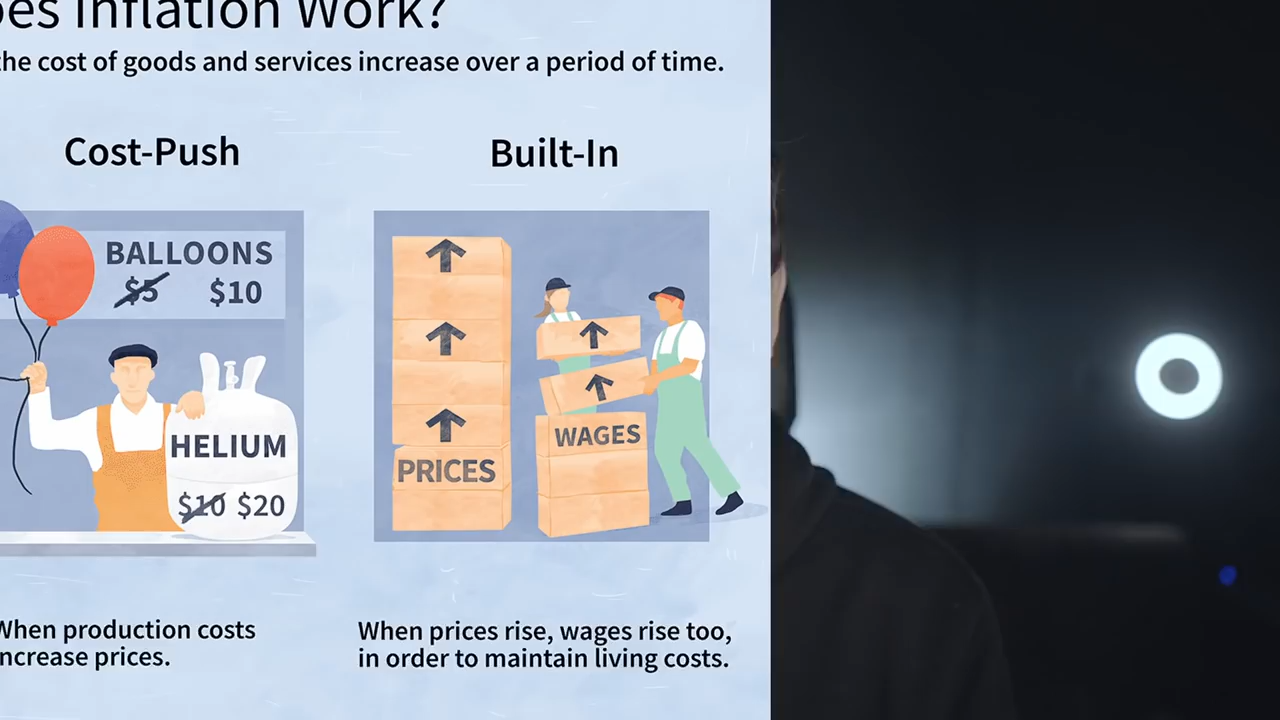 oes Inflation Work?
the cost of goods and services increase over a period of time.
Cost-Push
BALLOONS
$5 $10
HELIUM
$10 $20
When production costs
ncrease prices.
Built-In
PRICES
WAGES
When prices rise, wages rise too,
in order to maintain living costs.